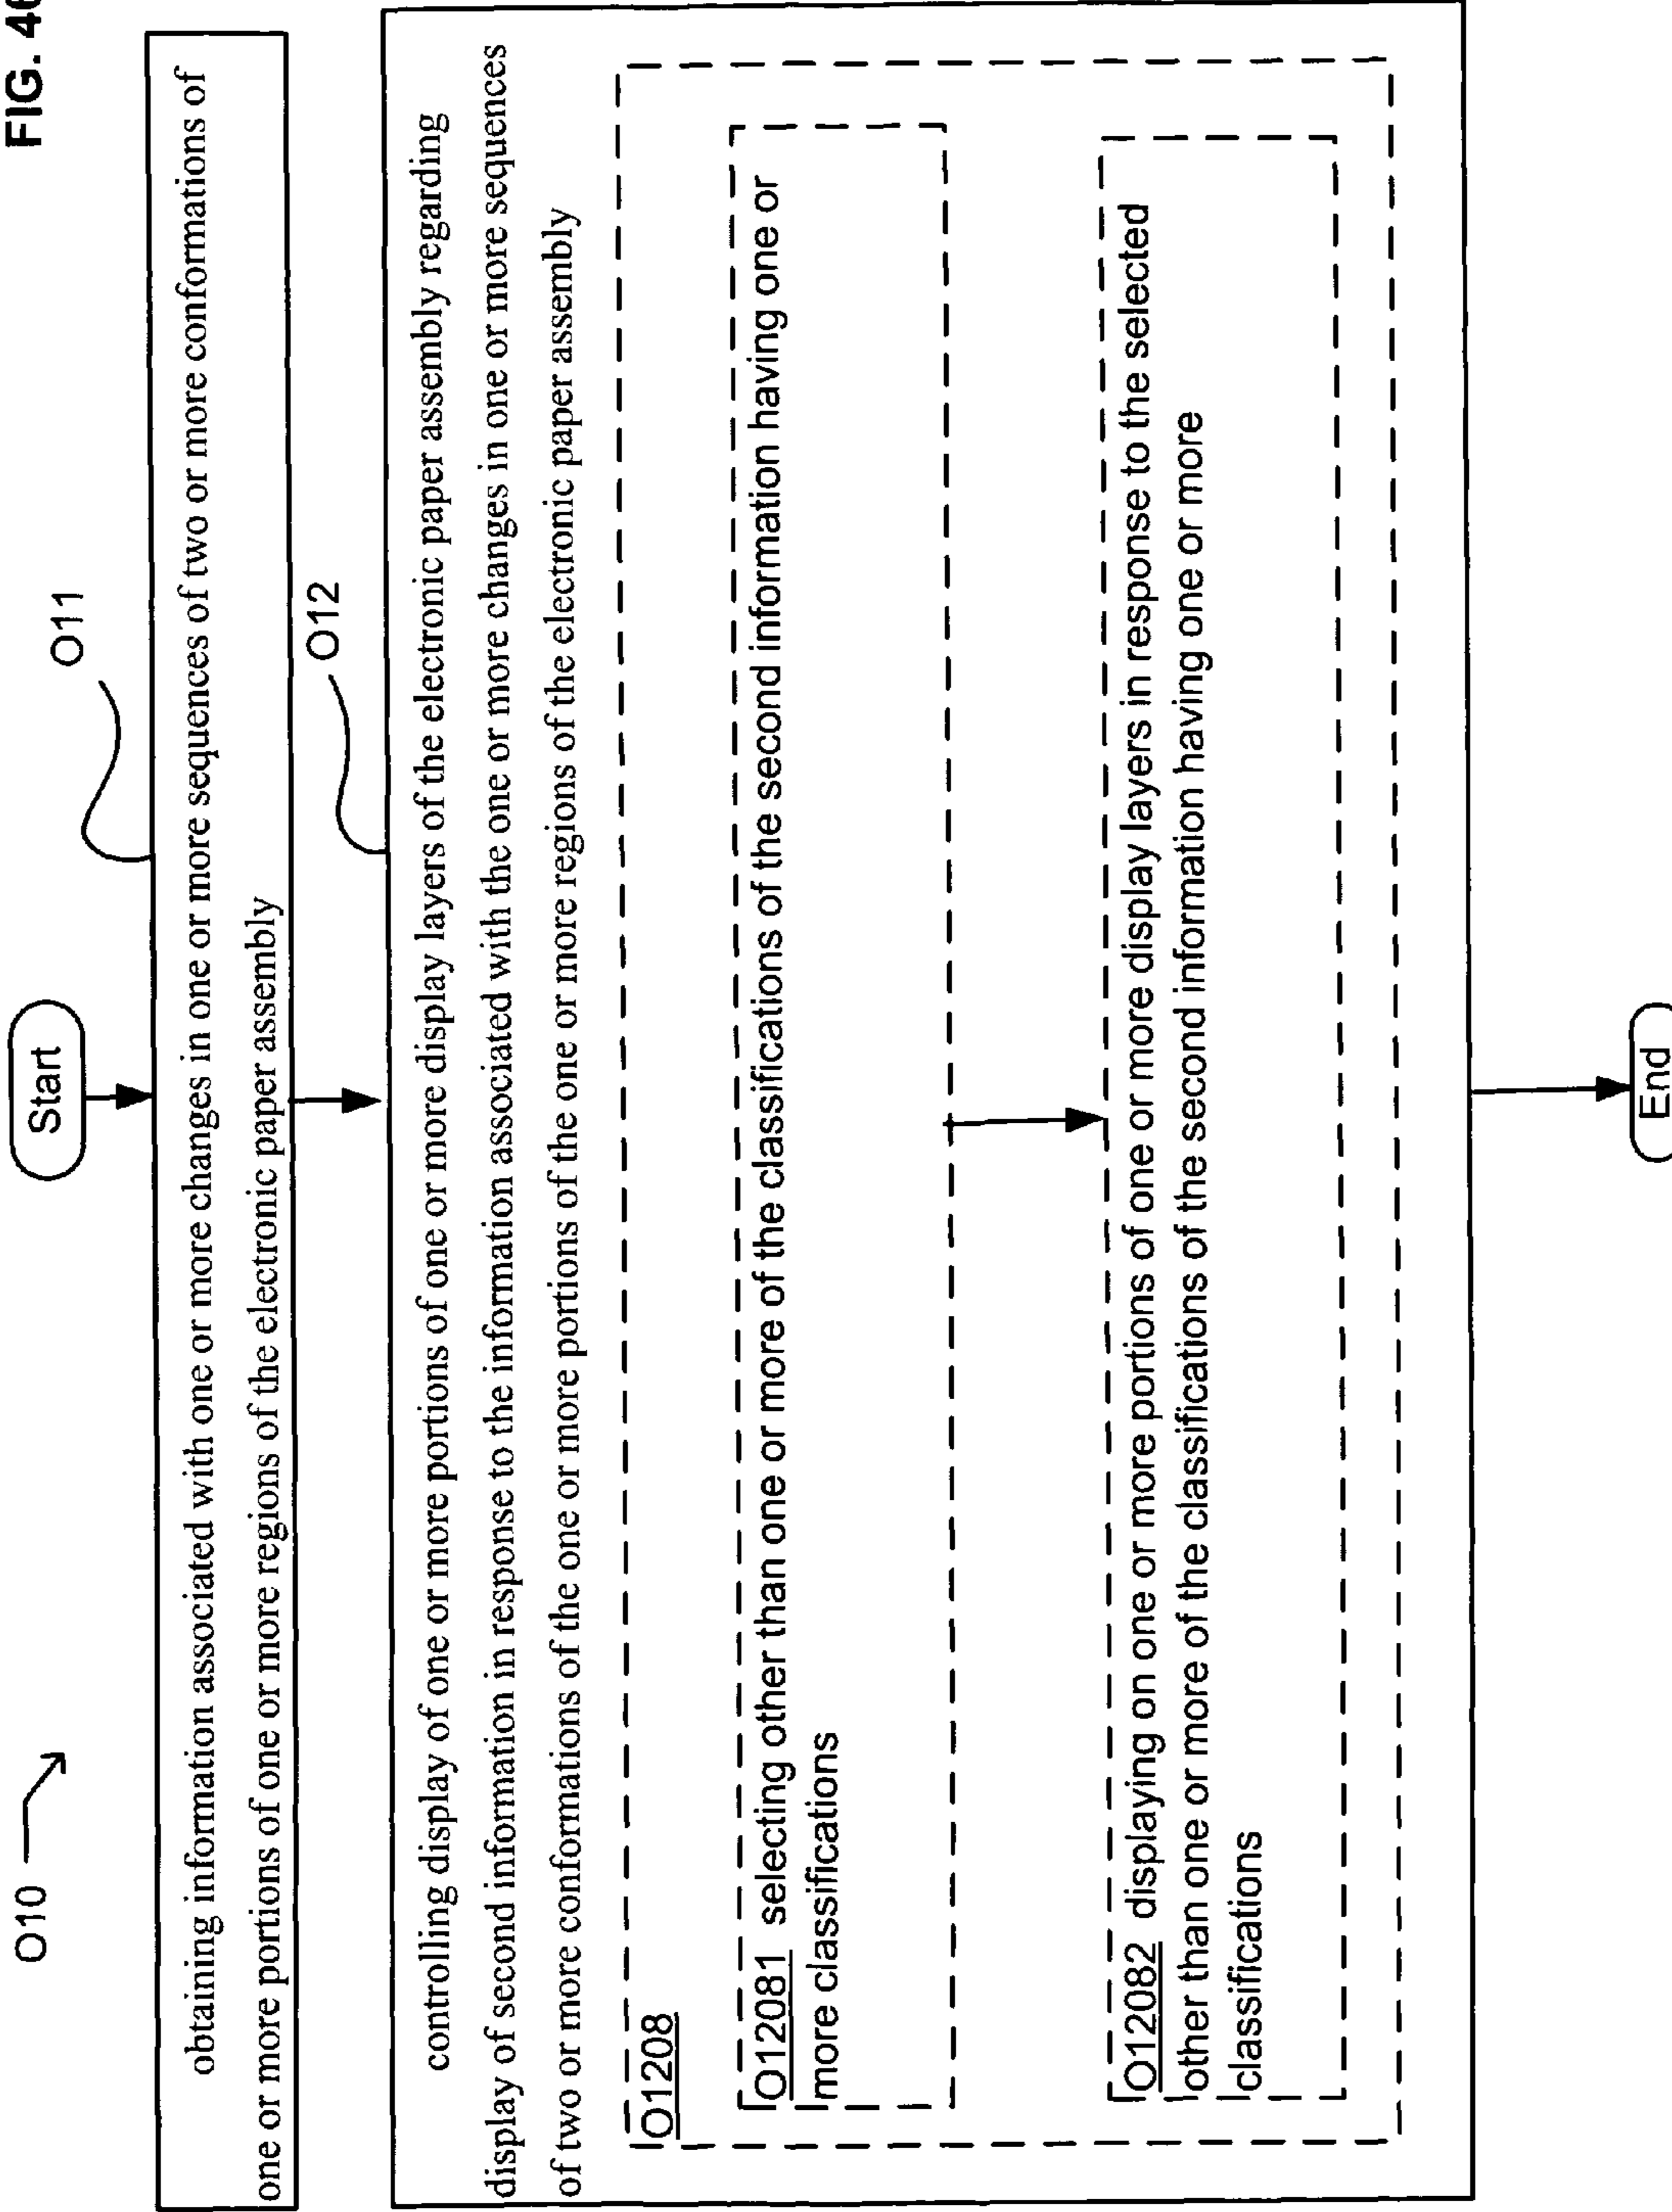 FIG. 46
O10
Start
O11
obtaining information associated with one or more changes in one or more sequences of two or more conformations of
one or more portions of one or more regions of the electronic paper assembly
O12
controlling display of one or more portions of one or more display layers of the electronic paper assembly regarding
display of second information in response to the information associated with the one or more changes in one or more sequences
of two or more conformations of the one or more portions of the one or more regions of the electronic paper assembly
O1208
O12081 selecting other than one or more of the classifications of the second information having one or
more classifications
O12082 displaying on one or more portions of one or more display layers in response to the selected
other than one or more of the classifications of the second information having one or more
classifications
End